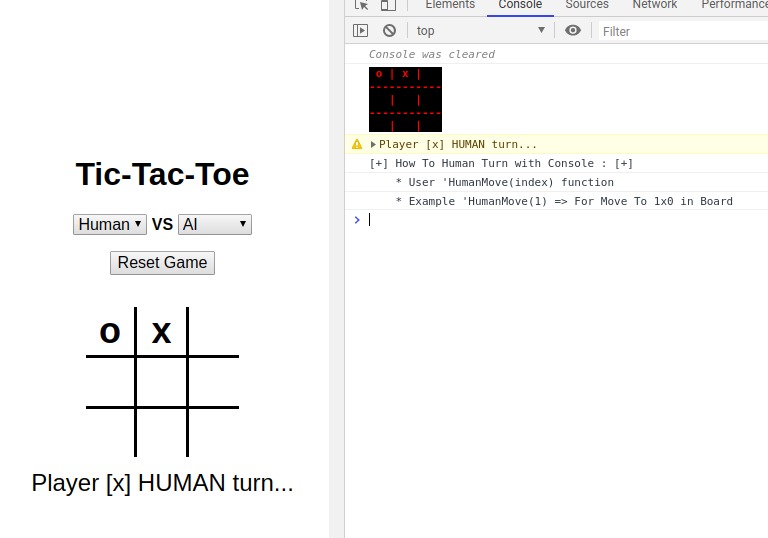 Tic-Tac-Toe
Human VS AI
Reset Game
o x
Player [x] HUMAN turn...
Elements Console Sources Network Performance
top Filter
Console was cleared
o | x |
-----------
| |
-----------
| |
Player [x] HUMAN turn...
[+] How To Human Turn with Console : [+]
* User 'HumanMove(index) function
* Example 'HumanMove(1) => For Move To 1x0 in Board